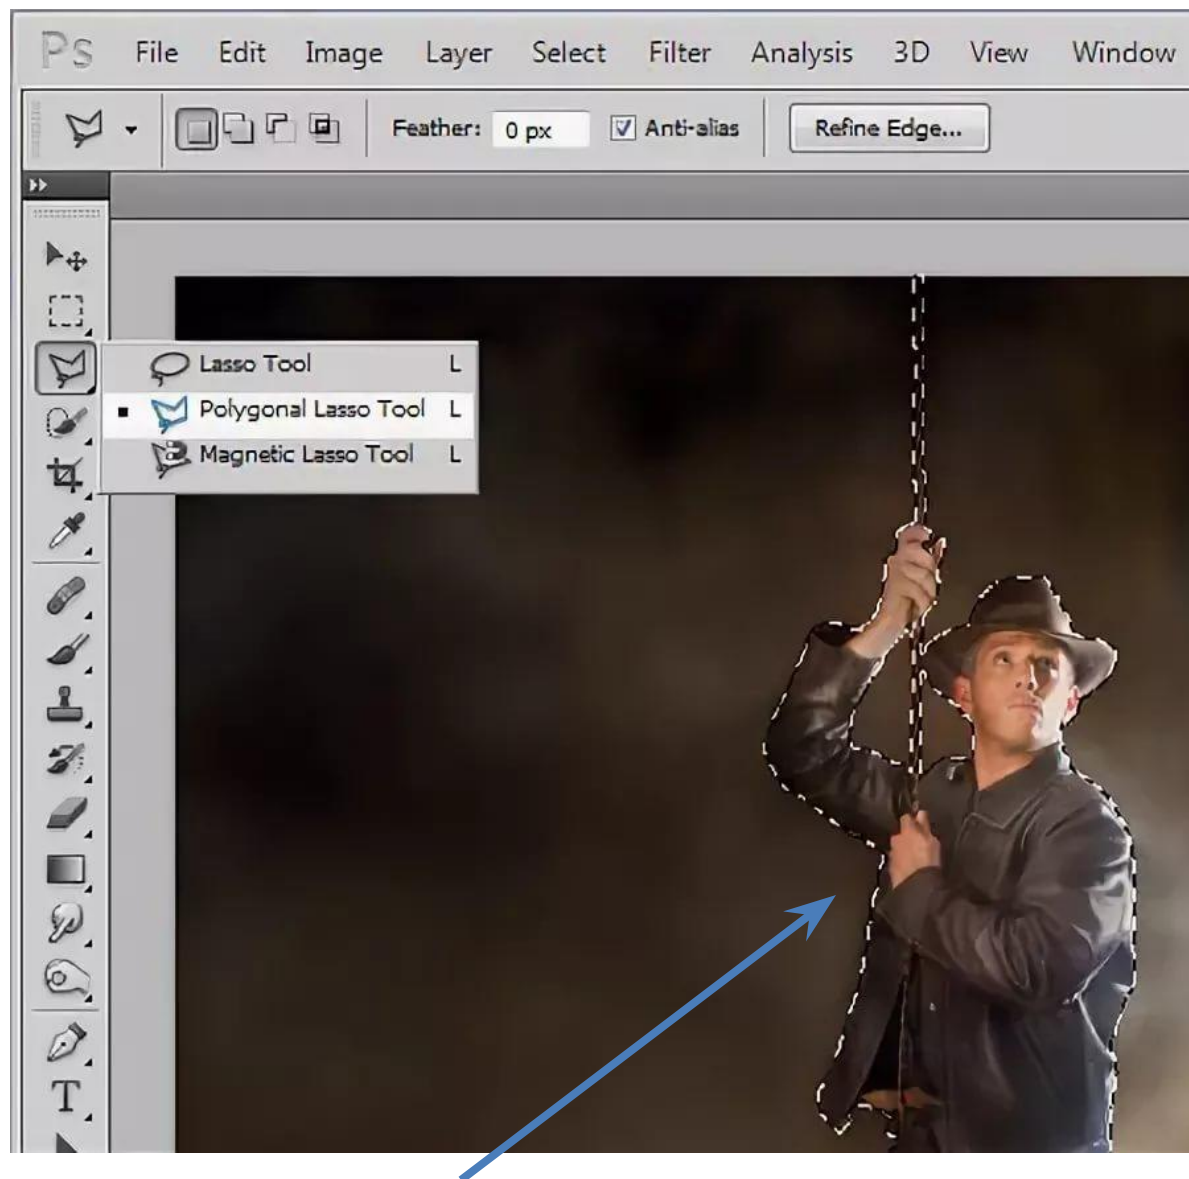 Ps File Edit Image Layer Select Filter Analysis 3D View Window
Feather: 0 px Anti-alias Refine Edge...
Lasso Tool L
Polygonal Lasso Tool L
Magnetic Lasso Tool L
T